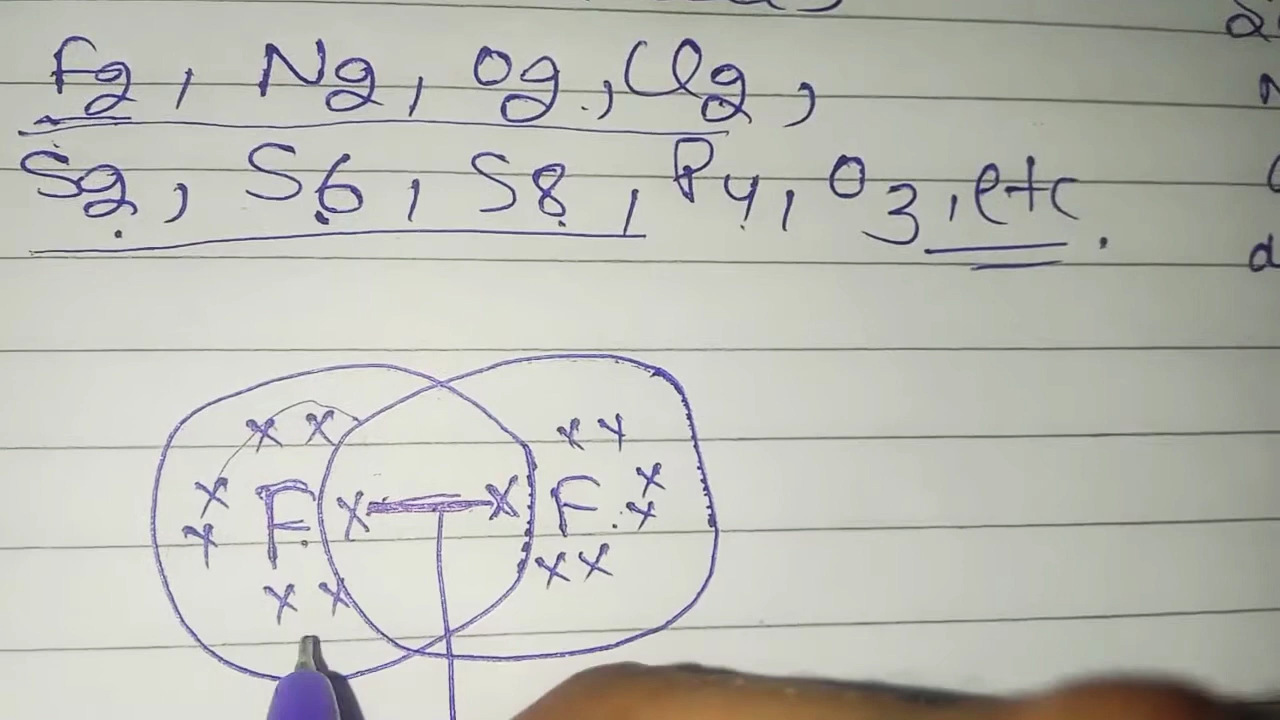 F2, N2, O2, Cl2,
S2, S6, S8, P4, O3, etc.
x x x x
x F x x F x
x x
x x x x